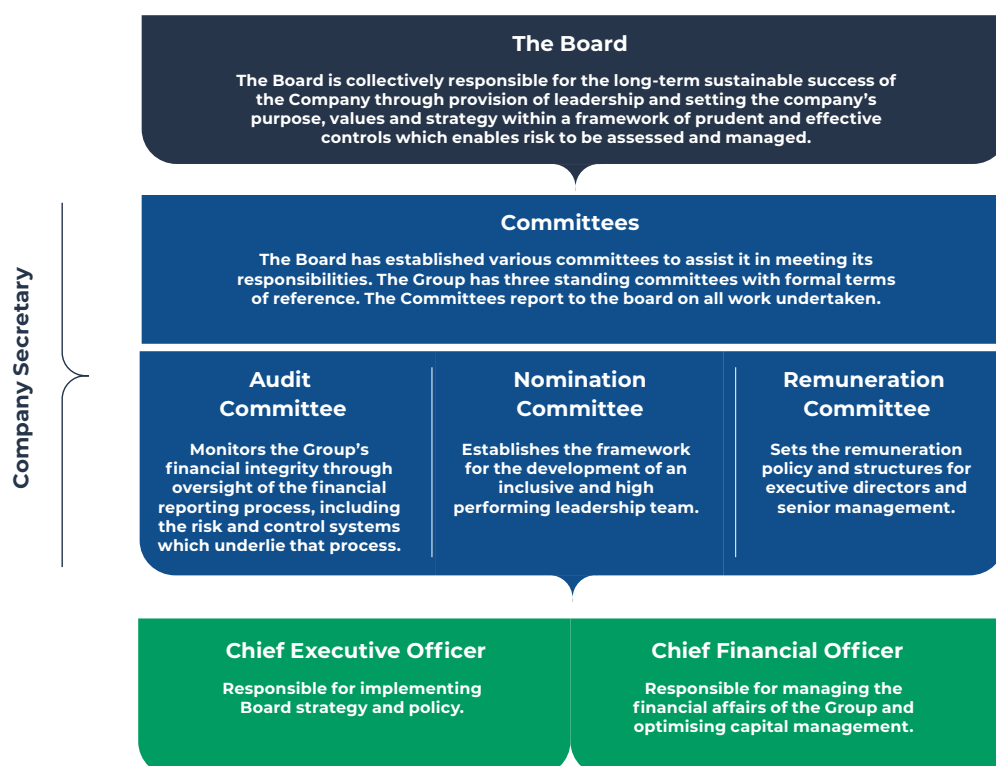 The Board
The Board is collectively responsible for the long-term sustainable success of
the Company through provision of leadership and setting the company's
purpose, values and strategy within a framework of prudent and effective
controls which enables risk to be assessed and managed.
Company Secretary
Committees
The Board has established various committees to assist it in meeting its
responsibilities. The Group has three standing committees with formal terms
of reference. The Committees report to the board on all work undertaken.
Audit
Committee
Monitors the Group's
financial integrity through
oversight of the financial
reporting process, including
the risk and control systems
which underlie that process.
Nomination
Committee
Establishes the framework
for the development of an
inclusive and high
performing leadership team.
Remuneration
Committee
Sets the remuneration
policy and structures for
executive directors and
senior management.
Chief Executive Officer
Responsible for implementing
Board strategy and policy.
Chief Financial Officer
Responsible for managing the
financial affairs of the Group and
optimising capital management.